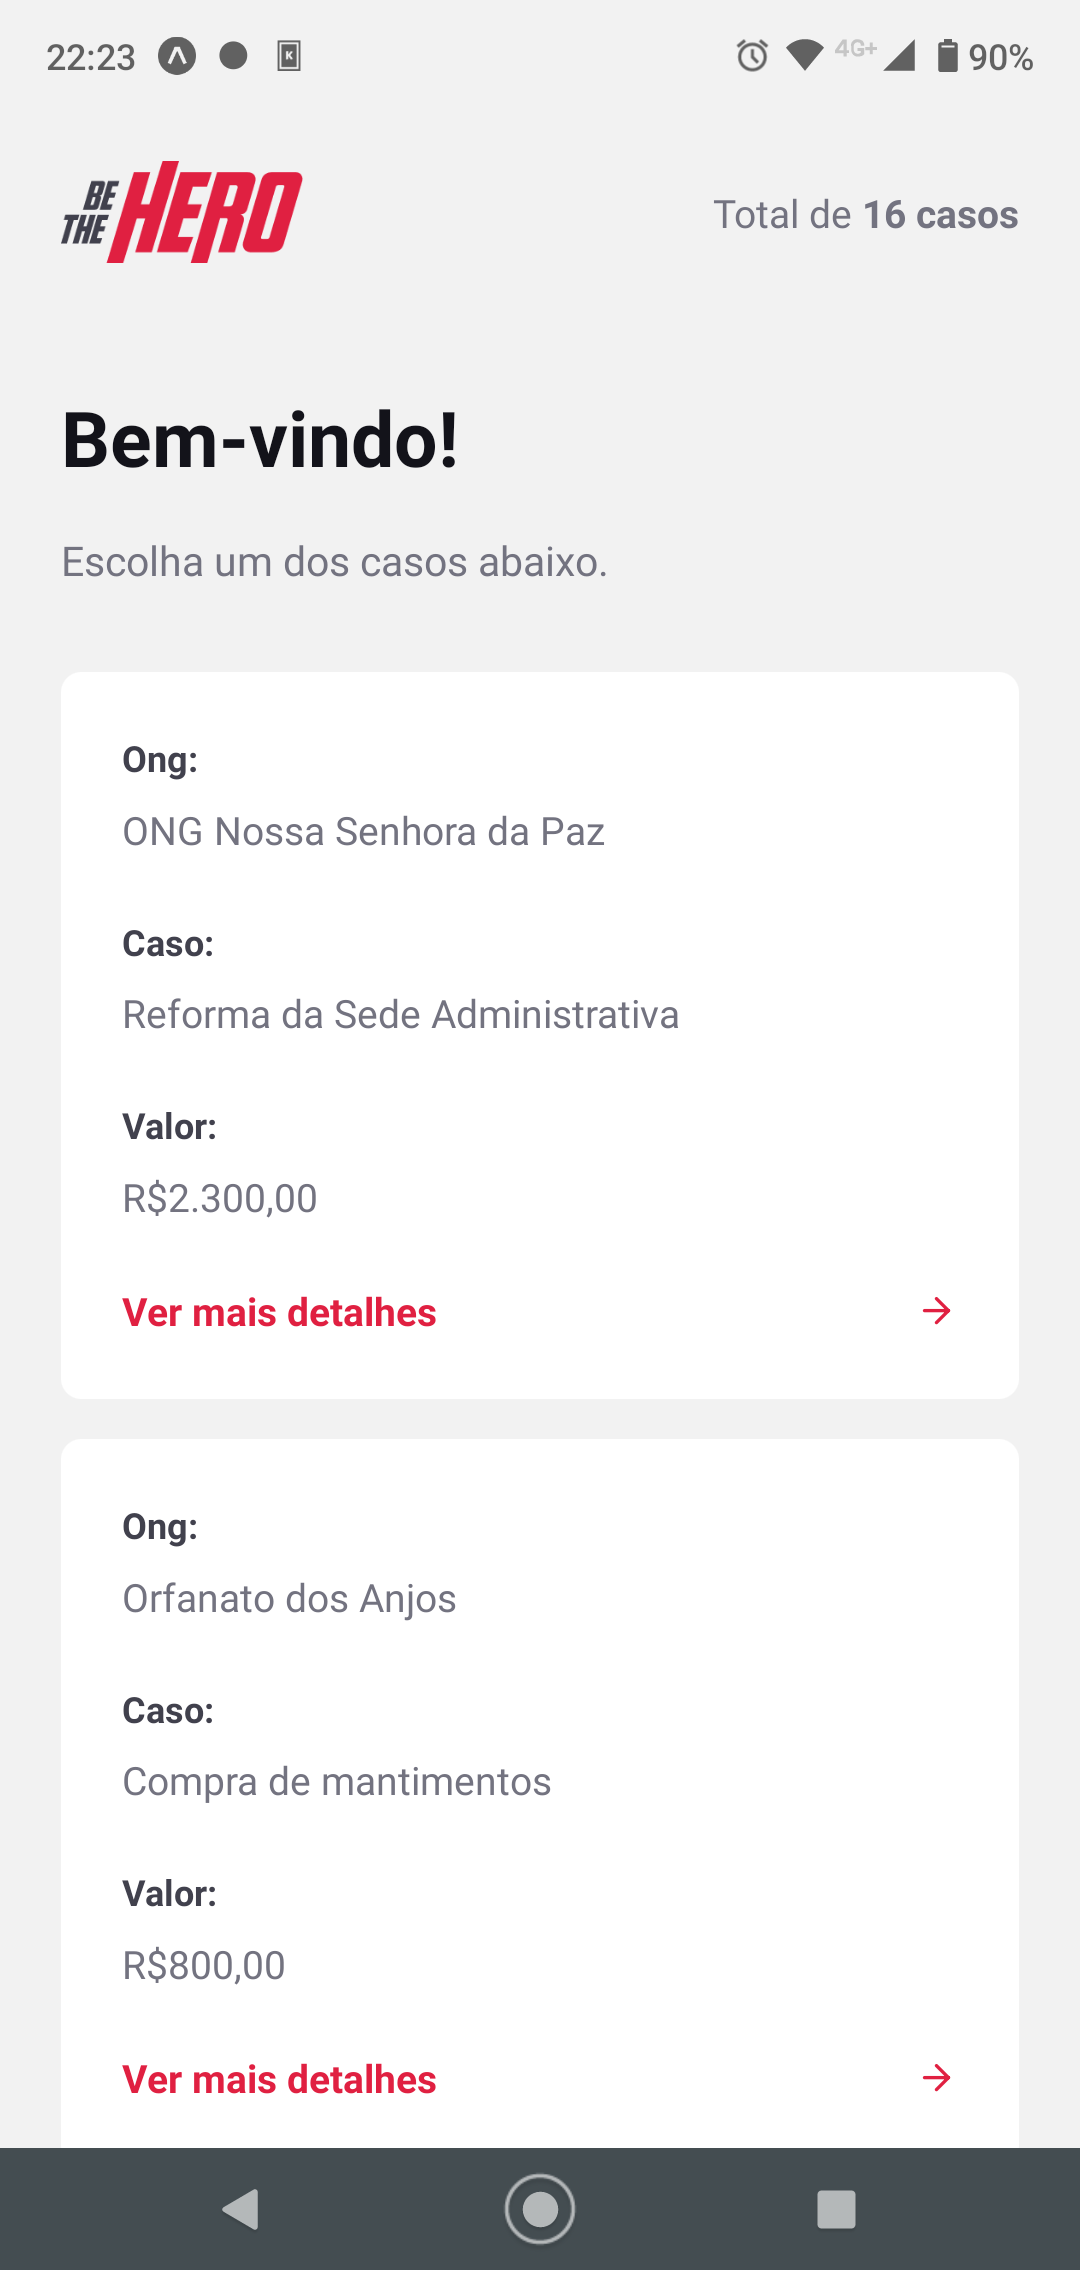 22:23
4G+
90%
BE
THE
HERO
Total de 16 casos
Bem-vindo!
Escolha um dos casos abaixo.
Ong:
ONG Nossa Senhora da Paz
Caso:
Reforma da Sede Administrativa
Valor:
R$2.300,00
Ver mais detalhes
Ong:
Orfanato dos Anjos
Caso:
Compra de mantimentos
Valor:
R$800,00
Ver mais detalhes